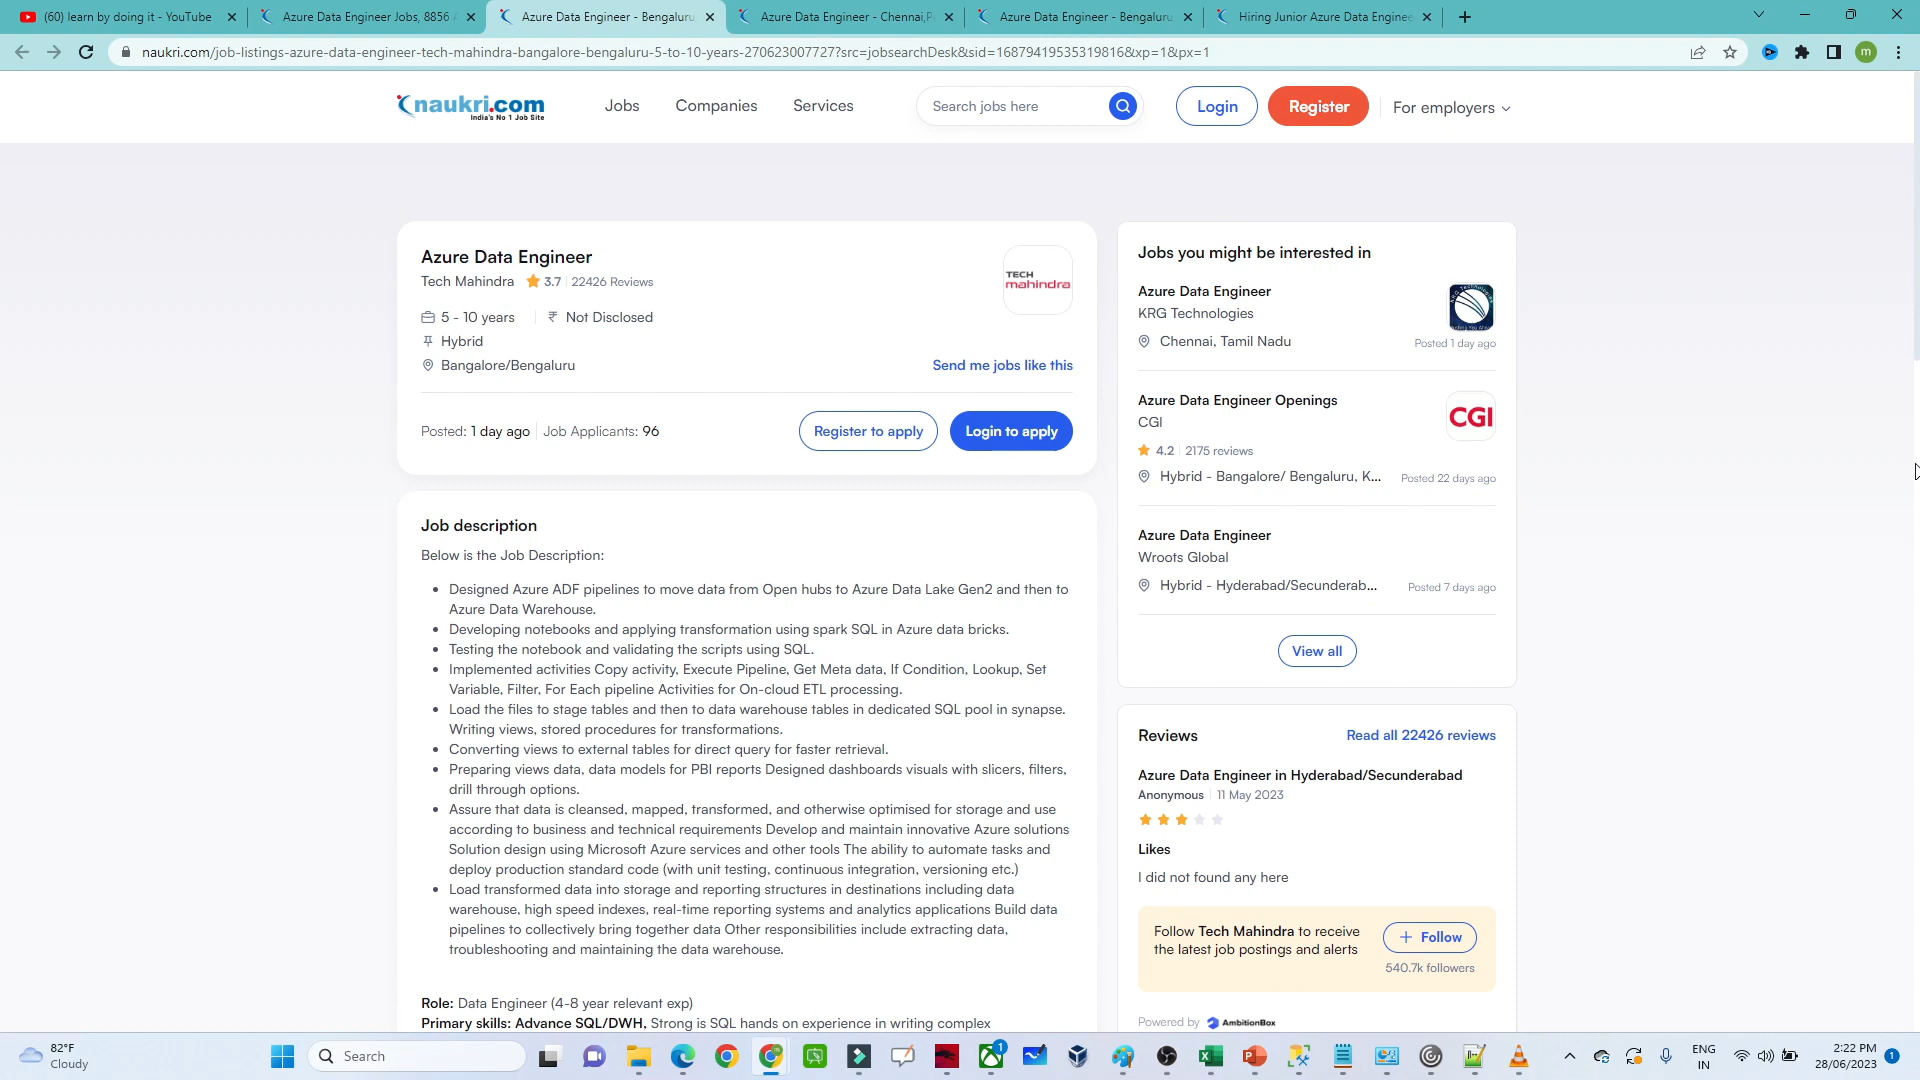 (60) learn by doing it - YouTube
Azure Data Engineer Jobs, 8856
Azure Data Engineer - Bengaluru
Azure Data Engineer - Chennai,P
Azure Data Engineer - Bengaluru
Hiring Junior Azure Data Enginee
naukri.com/job-listings-azure-data-engineer-tech-mahindra-bangalore-bengaluru-5-to-10-years-270623007727?src=jobsearchDesk&sid=16879419535319816&xp=1&px=1
m
naukri.com
India's No 1 Job Site
Jobs
Companies
Services
Search jobs here
Login
Register
For employers
Azure Data Engineer
Tech Mahindra 3.7 22426 Reviews
TECH
mahindra
5 - 10 years ₹ Not Disclosed
Hybrid
Bangalore/Bengaluru
Send me jobs like this
Posted: 1 day ago Job Applicants: 96
Register to apply
Login to apply
Job description
Below is the Job Description:
• Designed Azure ADF pipelines to move data from Open hubs to Azure Data Lake Gen2 and then to
Azure Data Warehouse.
• Developing notebooks and applying transformation using spark SQL in Azure data bricks.
• Testing the notebook and validating the scripts using SQL.
• Implemented activities Copy activity, Execute Pipeline, Get Meta data, If Condition, Lookup, Set
Variable, Filter, For Each pipeline Activities for On-cloud ETL processing.
• Load the files to stage tables and then to data warehouse tables in dedicated SQL pool in synapse.
Writing views, stored procedures for transformations.
• Converting views to external tables for direct query for faster retrieval.
• Preparing views data, data models for PBI reports Designed dashboards visuals with slicers, filters,
drill through options.
• Assure that data is cleansed, mapped, transformed, and otherwise optimised for storage and use
according to business and technical requirements Develop and maintain innovative Azure solutions
Solution design using Microsoft Azure services and other tools The ability to automate tasks and
deploy production standard code (with unit testing, continuous integration, versioning etc.)
• Load transformed data into storage and reporting structures in destinations including data
warehouse, high speed indexes, real-time reporting systems and analytics applications Build data
pipelines to collectively bring together data Other responsibilities include extracting data,
troubleshooting and maintaining the data warehouse.
Role: Data Engineer (4-8 year relevant exp)
Primary skills: Advance SQL/DWH, Strong is SQL hands on experience in writing complex
Jobs you might be interested in
Azure Data Engineer
KRG Technologies
Chennai, Tamil Nadu
Posted 1 day ago
Azure Data Engineer Openings
CGI
CGI
4.2 2175 reviews
Hybrid - Bangalore/ Bengaluru, K...
Posted 22 days ago
Azure Data Engineer
Wroots Global
Hybrid - Hyderabad/Secunderab...
Posted 7 days ago
View all
Reviews
Read all 22426 reviews
Azure Data Engineer in Hyderabad/Secunderabad
Anonymous 11 May 2023
Likes
I did not found any here
Follow Tech Mahindra to receive
the latest job postings and alerts
+ Follow
540.7k followers
Powered by AmbitionBox
82°F
Cloudy
Search
1
ENG
IN
2:22 PM
28/06/2023
1